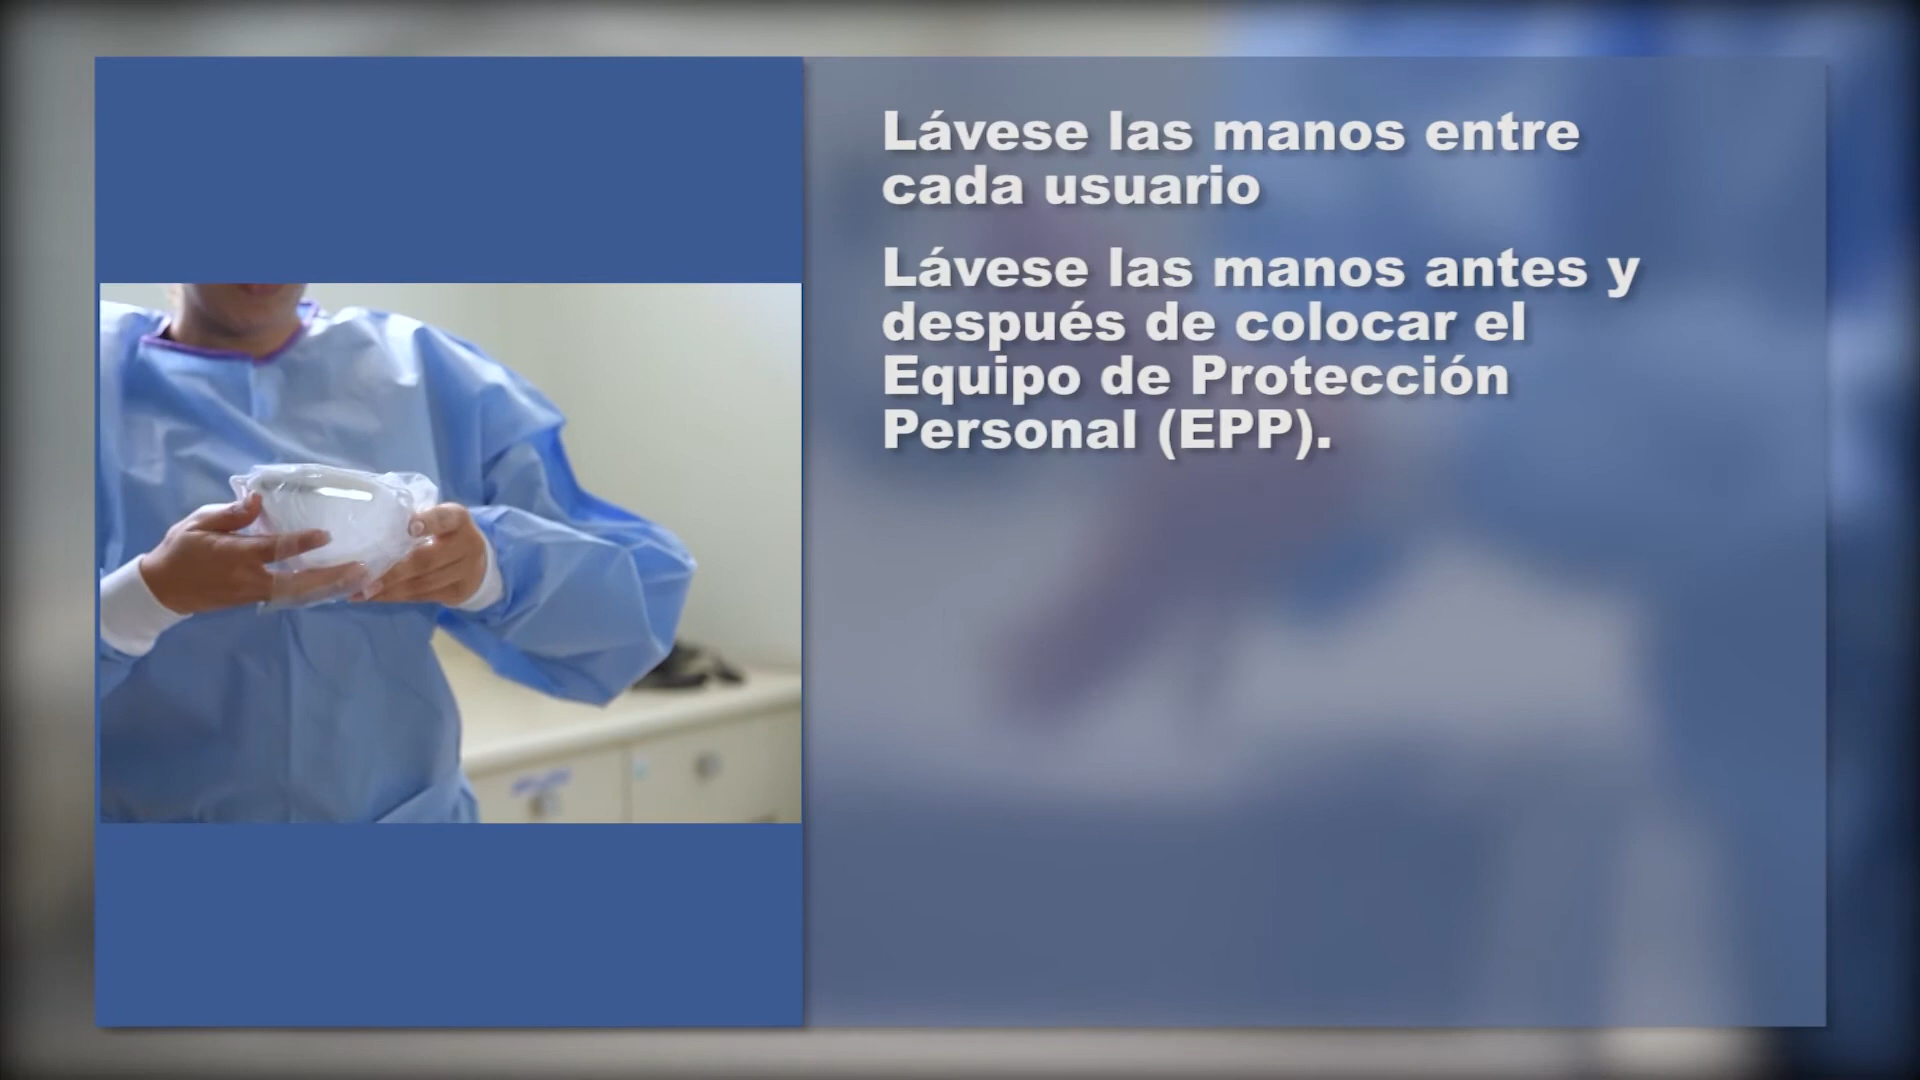 Lávese las manos entre
cada usuario
Lávese las manos antes y
después de colocar el
Equipo de Protección
Personal (EPP).